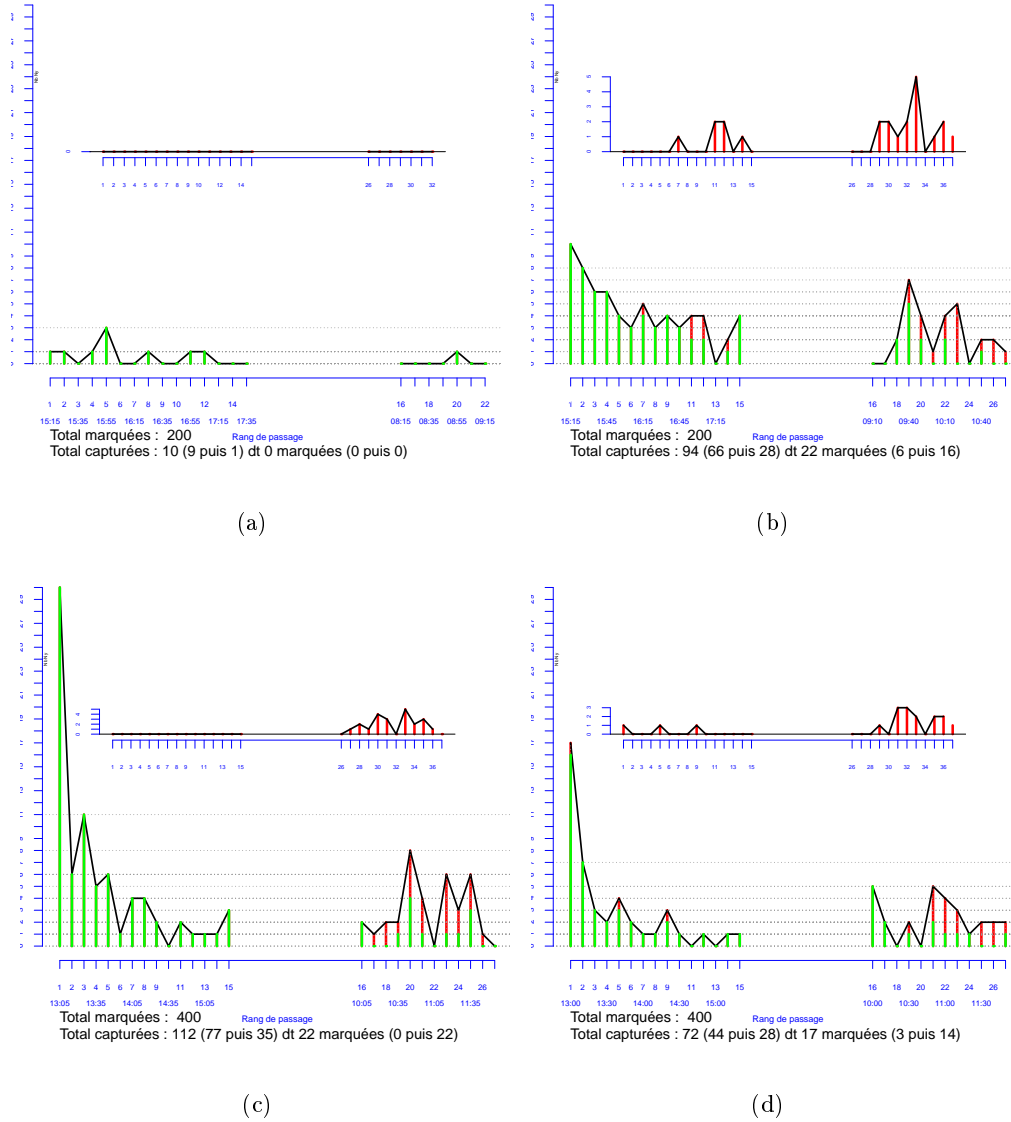 0
1 2 3 4 5 6 7 8 9 10 12 14 26 28 30 32
1 2 3 4 5 6 7 8 9 10 12 14 16 18 20 22
15:15 15:35 15:55 16:15 16:35 16:55 17:15 17:35 08:15 08:35 08:55 09:15
Rang de passage
Total marquées : 200
Total capturées : 10 (9 puis 1) dt 0 marquées (0 puis 0)
(a)
0 1 2 3 4 5
1 2 3 4 5 6 7 8 9 11 13 15 26 28 30 32 34 36
1 2 3 4 5 6 7 8 9 11 13 15 16 18 20 22 24 26
15:15 15:45 16:15 16:45 17:15 09:10 09:40 10:10 10:40
Rang de passage
Total marquées : 200
Total capturées : 94 (66 puis 28) dt 22 marquées (6 puis 16)
(b)
0 2 4
1 2 3 4 5 6 7 8 9 11 13 15 26 28 30 32 34 36
1 2 3 4 5 6 7 8 9 11 13 15 16 18 20 22 24 26
13:05 13:35 14:05 14:35 15:05 10:05 10:35 11:05 11:35
Rang de passage
Total marquées : 400
Total capturées : 112 (77 puis 35) dt 22 marquées (0 puis 22)
(c)
0 1 2 3
1 2 3 4 5 6 7 8 9 11 13 15 26 28 30 32 34 36
1 2 3 4 5 6 7 8 9 11 13 15 16 18 20 22 24 26
13:00 13:30 14:00 14:30 15:00 10:00 10:30 11:00 11:30
Rang de passage
Total marquées : 400
Total capturées : 72 (44 puis 28) dt 17 marquées (3 puis 14)
(d)